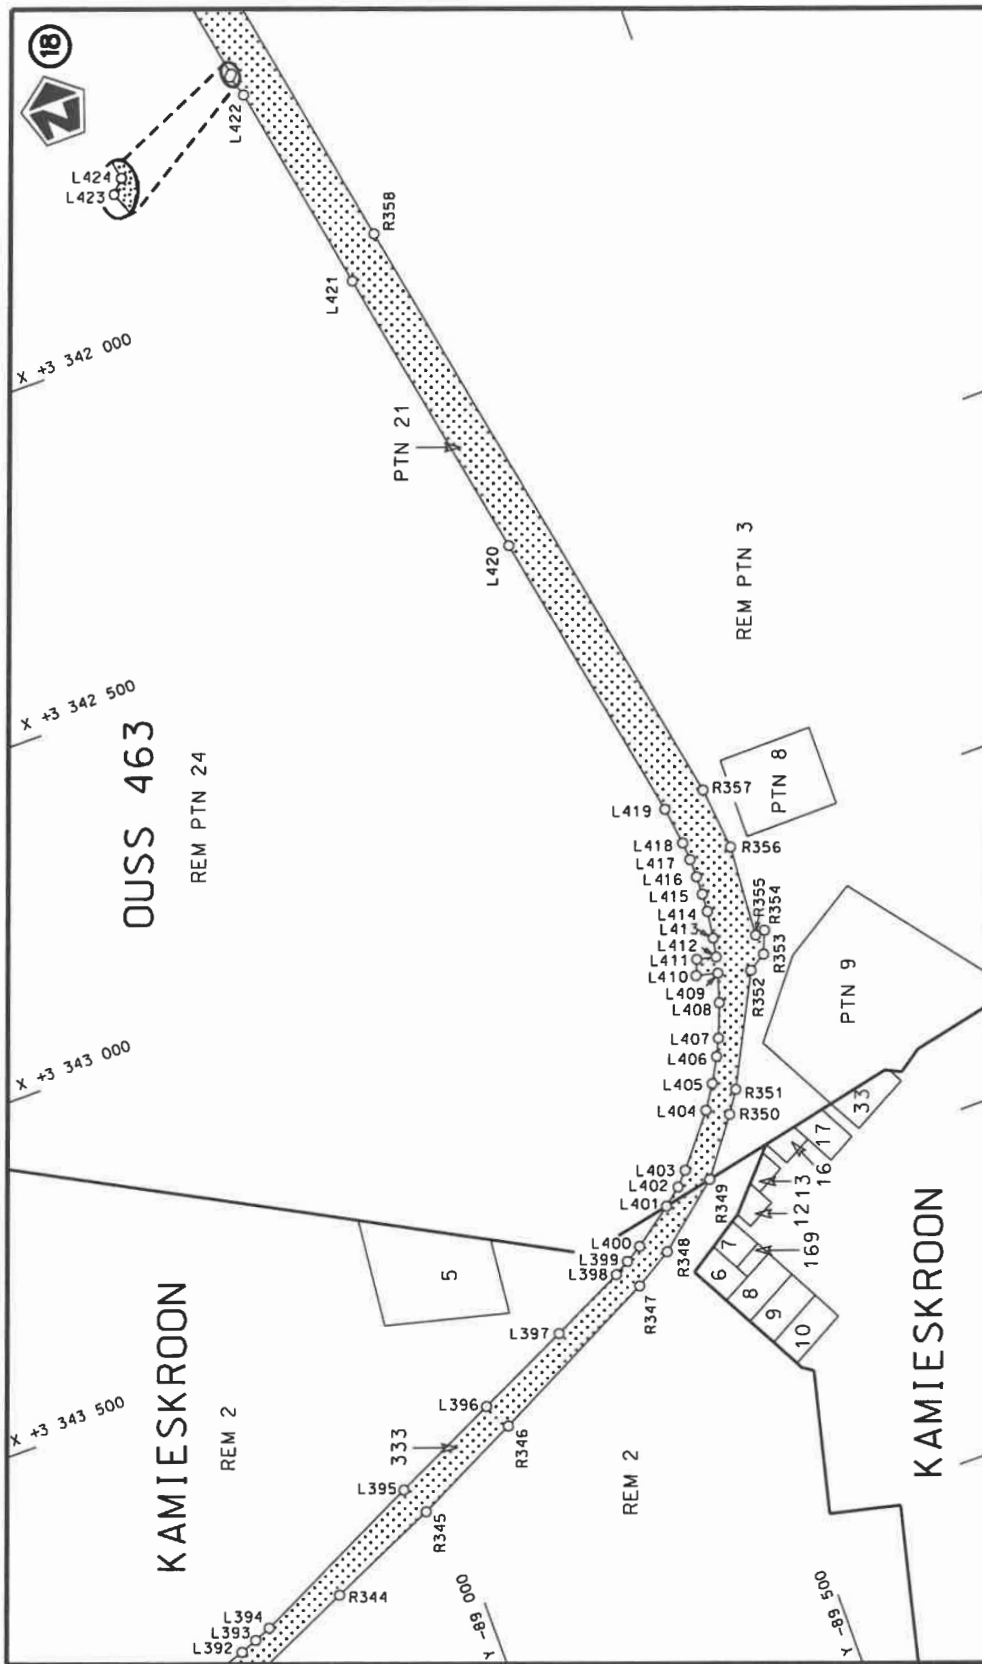 18
N
L424
L423
L422
R358
L421
X +3 342 000
PTN 21
L420
REM PTN 3
X +3 342 500
OUSS 463
REM PTN 24
PTN 8
R357
L419
L418
R356
L417
L416
L415
L414
L413
L412
L411
L410
L409
L408
R355
R354
R353
R352
PTN 9
L407
L406
L405
L404
X +3 343 000
R351
R350
33
17
16
1213
169
L403
L402
L401
R349
L400
L399
L398
R348
R347
7
6
8
9
10
5
L397
KAMIESKROON
REM 2
X +3 343 500
L396
333
R346
L395
R345
REM 2
KAMIESKROON
R344
L394
L393
L392
Y -89 000
Y -89 500